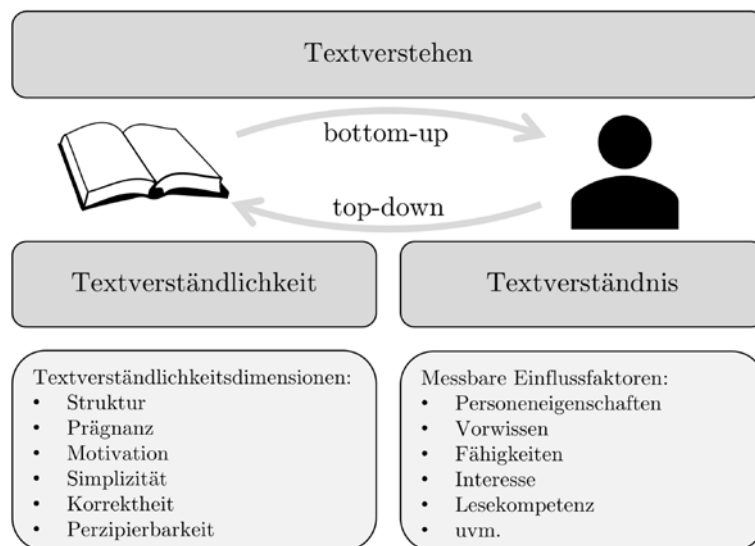 Textverstehen
bottom-up
top-down
Textverständlichkeit
Textverständnis
Textverständlichkeitsdimensionen:
• Struktur
• Prägnanz
• Motivation
• Simplizität
• Korrektheit
• Perzipierbarkeit
Messbare Einflussfaktoren:
• Personeneigenschaften
• Vorwissen
• Fähigkeiten
• Interesse
• Lesekompetenz
• uvm.